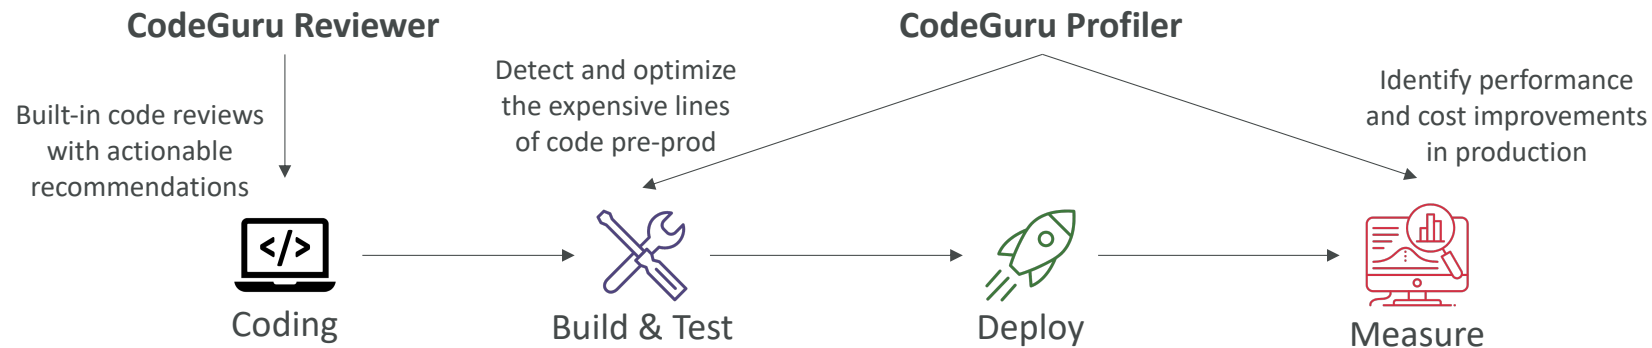 CodeGuru Reviewer
CodeGuru Profiler
Built-in code reviews
with actionable
recommendations
Detect and optimize
the expensive lines
of code pre-prod
Identify performance
and cost improvements
in production
</>
Coding
Build & Test
Deploy
Measure